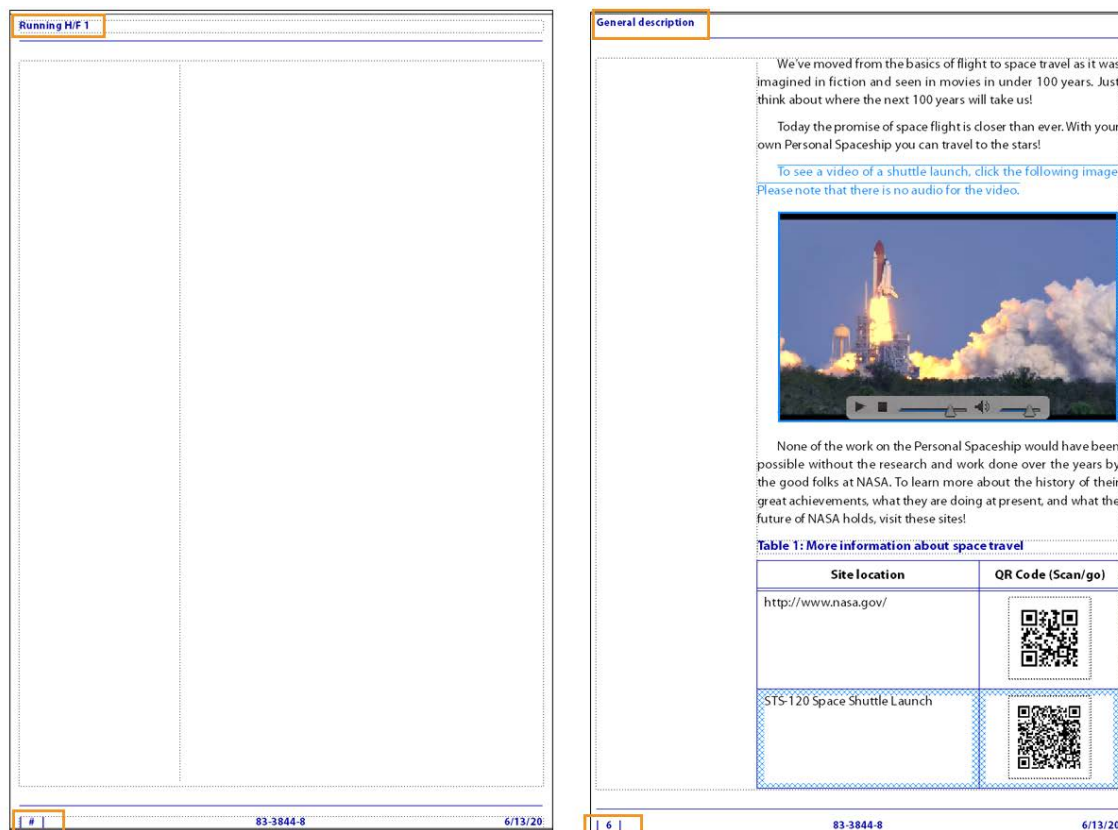 Running H/F 1
| # |
83-3844-8
6/13/20
General description
We've moved from the basics of flight to space travel as it was
imagined in fiction and seen in movies in under 100 years. Just
think about where the next 100 years will take us!
Today the promise of space flight is closer than ever. With your
own Personal Spaceship you can travel to the stars!
To see a video of a shuttle launch, click the following image
Please note that there is no audio for the video.
None of the work on the Personal Spaceship would have been
possible without the research and work done over the years by
the good folks at NASA. To learn more about the history of their
great achievements, what they are doing at present, and what the
future of NASA holds, visit these sites!
Table 1: More information about space travel
Site location
QR Code (Scan/go)
http://www.nasa.gov/
STS-120 Space Shuttle Launch
| 6 |
83-3844-8
6/13/20